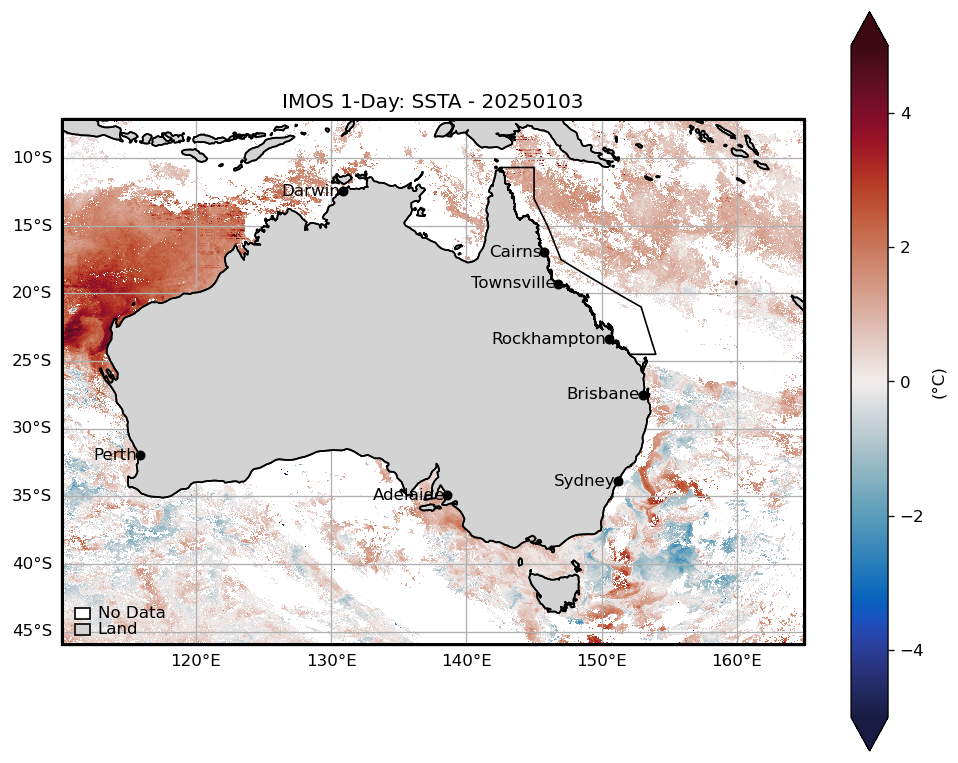 IMOS 1-Day: SSTA - 20250103
10°S
15°S
20°S
25°S
30°S
35°S
40°S
45°S
Darwin
Cairns
Townsville
Rockhampton
Brisbane
Perth
Sydney
Adelaide
No Data
Land
120°E 130°E 140°E 150°E 160°E
4
2
0
−2
−4
(°C)